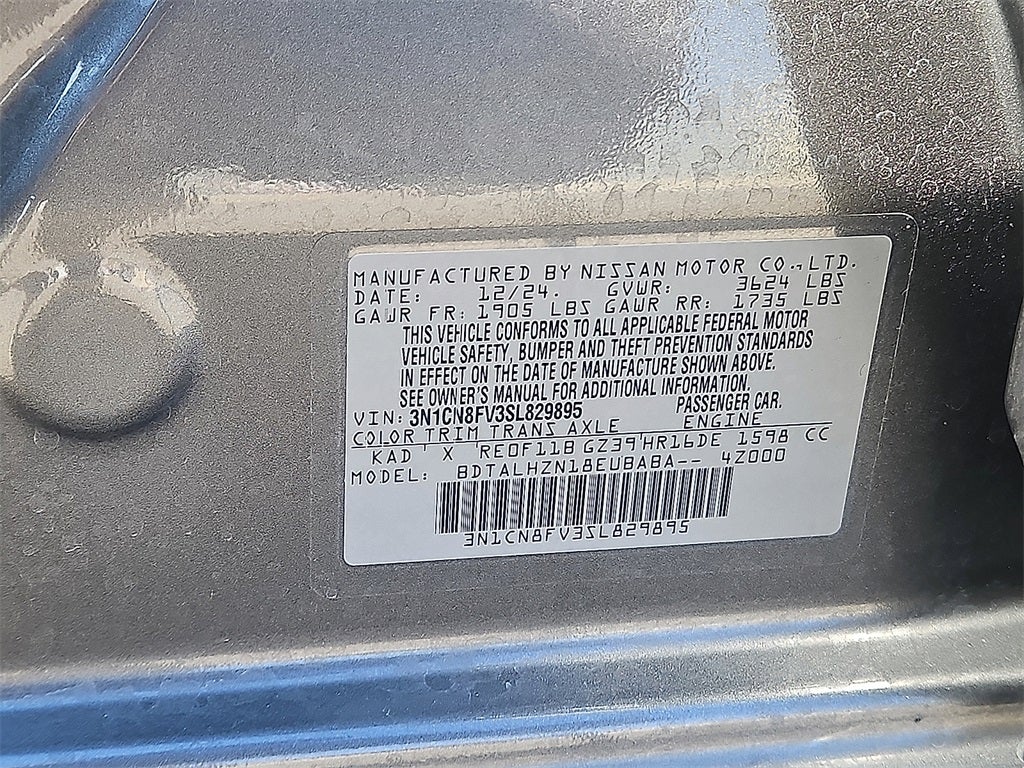 MANUFACTURED BY NISSAN MOTOR CO., LTD.
DATE: 12/24. GVWR: 3624 LBS
GAWR FR: 1905 LBS GAWR RR: 1735 LBS
THIS VEHICLE CONFORMS TO ALL APPLICABLE FEDERAL MOTOR
VEHICLE SAFETY, BUMPER AND THEFT PREVENTION STANDARDS
IN EFFECT ON THE DATE OF MANUFACTURE SHOWN ABOVE.
SEE OWNER'S MANUAL FOR ADDITIONAL INFORMATION.
VIN: 3N1CN8FV3SL829895 PASSENGER CAR.
COLOR TRIM TRANS AXLE ENGINE
KAD X RE0F11B GZ39 HR16DE 1598 CC
MODEL: BDTALHZN18EUBABA-- 4Z000
3N1CN8FV3SL829895